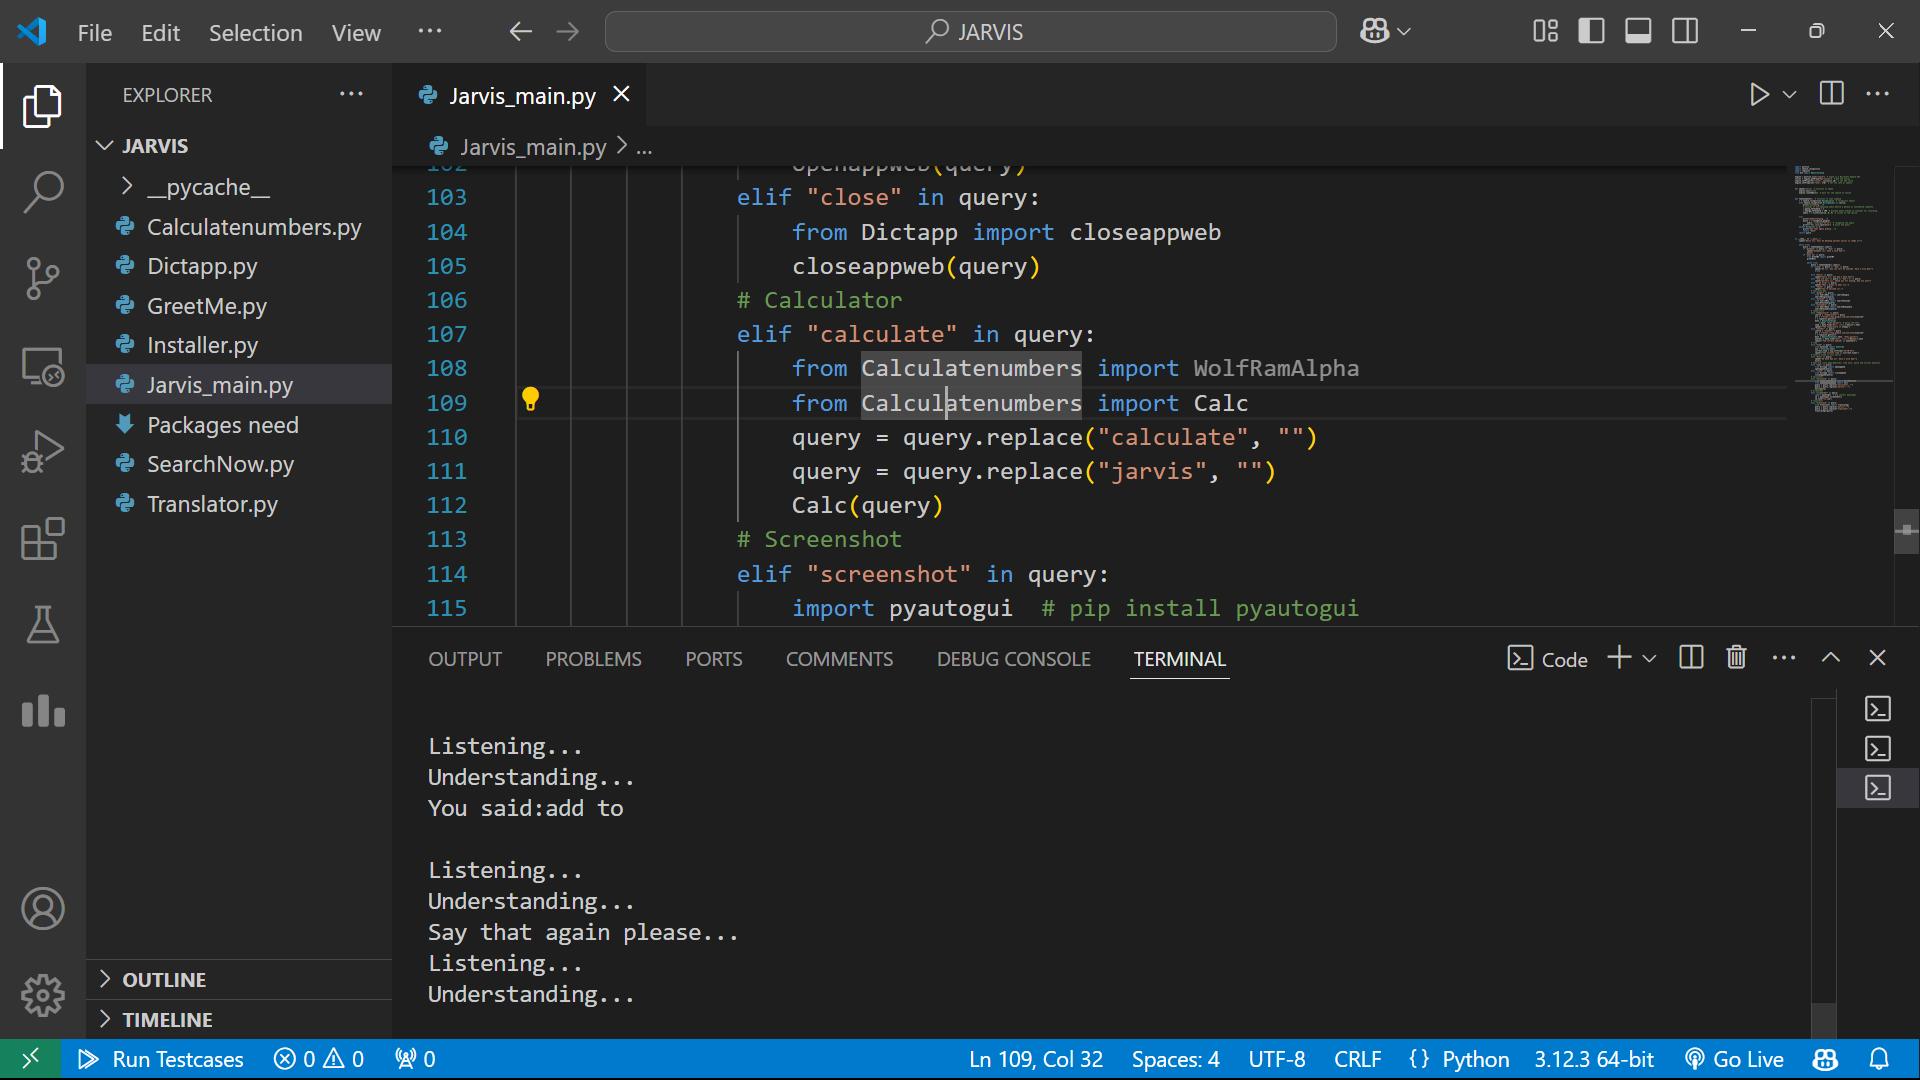 File Edit Selection View ...
JARVIS
EXPLORER
JARVIS
__pycache__
Calculatenumbers.py
Dictapp.py
GreetMe.py
Installer.py
Jarvis_main.py
Packages need
SearchNow.py
Translator.py
OUTLINE
TIMELINE
Jarvis_main.py
Jarvis_main.py > ...
102 openappweb(query)
103 elif "close" in query:
104 from Dictapp import closeappweb
105 closeappweb(query)
106 # Calculator
107 elif "calculate" in query:
108 from Calculatenumbers import WolfRamAlpha
109 from Calculatenumbers import Calc
110 query = query.replace("calculate", "")
111 query = query.replace("jarvis", "")
112 Calc(query)
113 # Screenshot
114 elif "screenshot" in query:
115 import pyautogui # pip install pyautogui
OUTPUT PROBLEMS PORTS COMMENTS DEBUG CONSOLE TERMINAL Code
Listening...
Understanding...
You said:add to
Listening...
Understanding...
Say that again please...
Listening...
Understanding...
Run Testcases 0 0 0 Ln 109, Col 32 Spaces: 4 UTF-8 CRLF {} Python 3.12.3 64-bit Go Live